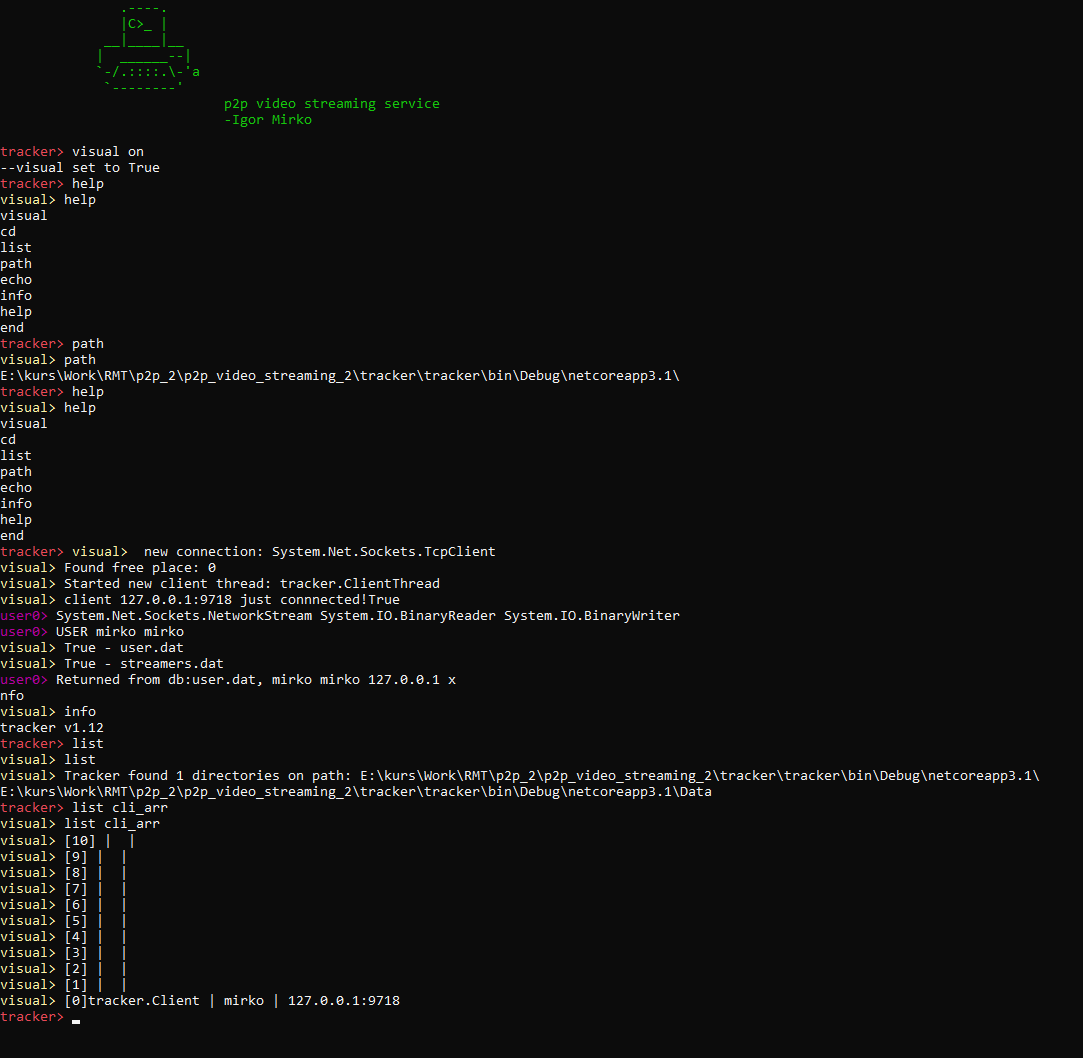 .----.
|C>_ |
__|____|__
|  ______--|
`-/.::::.\-'a
`--------'
p2p video streaming service
-Igor Mirko
tracker> visual on
--visual set to True
tracker> help
visual> help
visual
cd
list
path
echo
info
help
end
tracker> path
visual> path
E:\kurs\Work\RMT\p2p_2\p2p_video_streaming_2\tracker\tracker\bin\Debug\netcoreapp3.1\
tracker> help
visual> help
visual
cd
list
path
echo
info
help
end
tracker> visual>  new connection: System.Net.Sockets.TcpClient
visual> Found free place: 0
visual> Started new client thread: tracker.ClientThread
visual> client 127.0.0.1:9718 just connnected!True
user0> System.Net.Sockets.NetworkStream System.IO.BinaryReader System.IO.BinaryWriter
user0> USER mirko mirko
visual> True - user.dat
visual> True - streamers.dat
user0> Returned from db:user.dat, mirko mirko 127.0.0.1 x
nfo
visual> info
tracker v1.12
tracker> list
visual> list
visual> Tracker found 1 directories on path: E:\kurs\Work\RMT\p2p_2\p2p_video_streaming_2\tracker\tracker\bin\Debug\netcoreapp3.1\
E:\kurs\Work\RMT\p2p_2\p2p_video_streaming_2\tracker\tracker\bin\Debug\netcoreapp3.1\Data
tracker> list cli_arr
visual> list cli_arr
visual> [10] |  |
visual> [9] |  |
visual> [8] |  |
visual> [7] |  |
visual> [6] |  |
visual> [5] |  |
visual> [4] |  |
visual> [3] |  |
visual> [2] |  |
visual> [1] |  |
visual> [0]tracker.Client | mirko | 127.0.0.1:9718
tracker> _